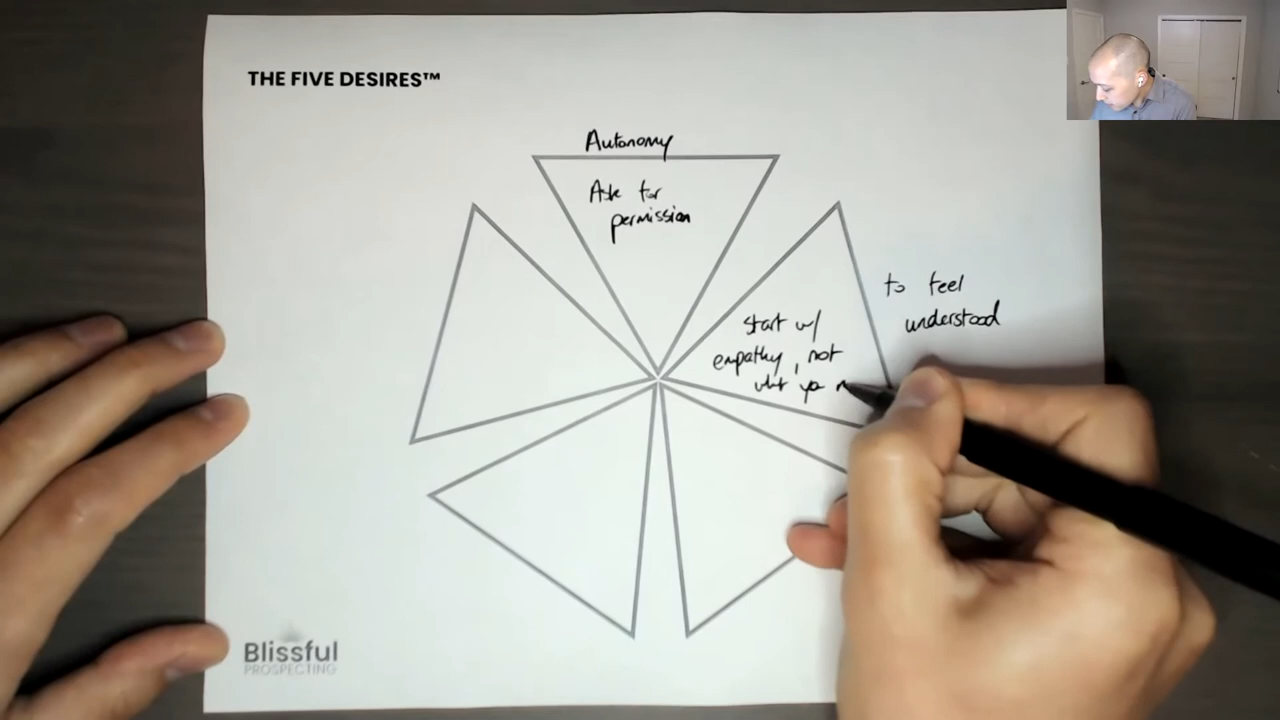 THE FIVE DESIRES™
Autonomy
Ask for
permission
to feel
understood
start w/
empathy, not
what you
Blissful
PROSPECTING